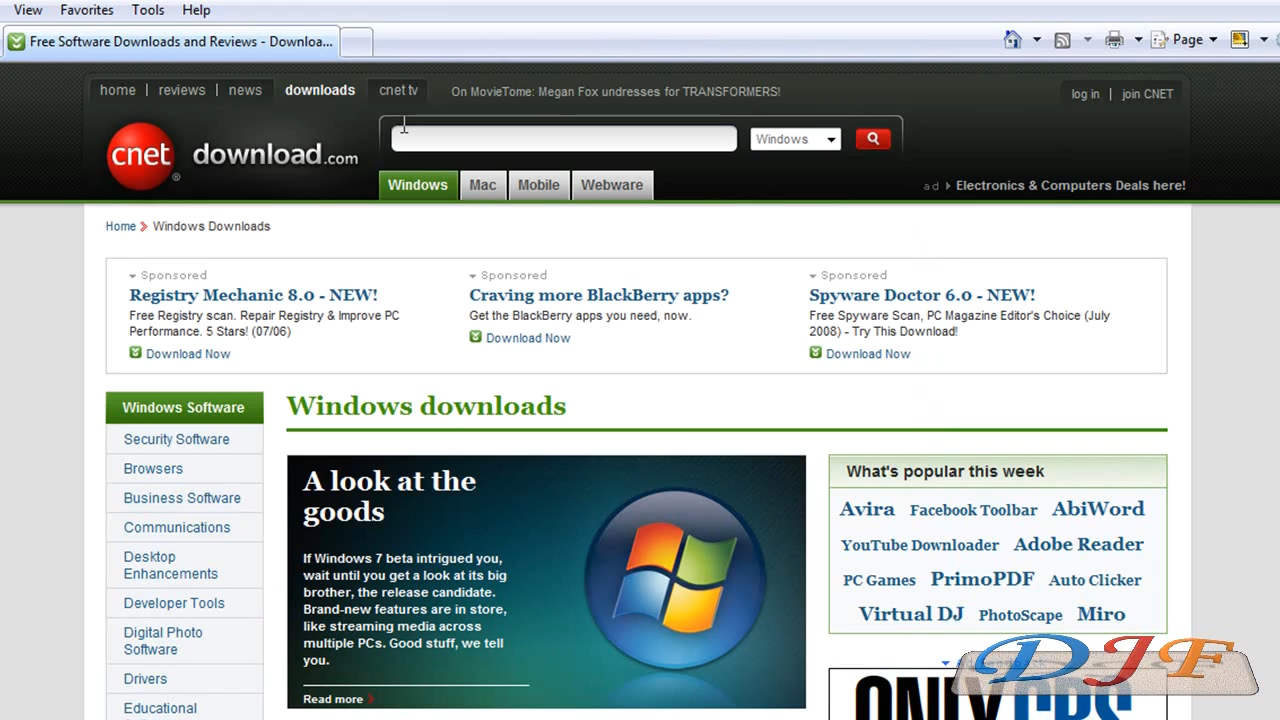 View Favorites Tools Help
Free Software Downloads and Reviews - Downloa...
Page
home | reviews | news downloads cnet tv On MovieTome: Megan Fox undresses for TRANSFORMERS! log in | join CNET
cnet download.com
Windows
Windows Mac Mobile Webware
ad Electronics & Computers Deals here!
Home Windows Downloads
Sponsored
Registry Mechanic 8.0 - NEW!
Free Registry scan. Repair Registry & Improve PC
Performance. 5 Stars! (07/06)
Download Now
Sponsored
Craving more BlackBerry apps?
Get the BlackBerry apps you need, now.
Download Now
Sponsored
Spyware Doctor 6.0 - NEW!
Free Spyware Scan, PC Magazine Editor's Choice (July
2008) - Try This Download!
Download Now
Windows Software
Security Software
Browsers
Business Software
Communications
Desktop
Enhancements
Developer Tools
Digital Photo
Software
Drivers
Educational
Windows downloads
A look at the
goods
If Windows 7 beta intrigued you,
wait until you get a look at its big
brother, the release candidate.
Brand-new features are in store,
like streaming media across
multiple PCs. Good stuff, we tell
you.
Read more
What's popular this week
Avira Facebook Toolbar AbiWord
YouTube Downloader Adobe Reader
PC Games PrimoPDF Auto Clicker
Virtual DJ PhotoScape Miro
DJF